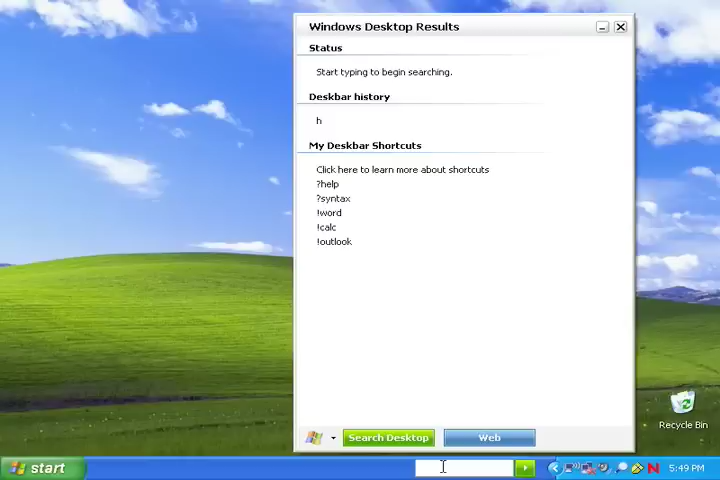 Windows Desktop Results
Status
Start typing to begin searching.
Deskbar history
h
My Deskbar Shortcuts
Click here to learn more about shortcuts
?help
?syntax
!word
!calc
!outlook
Search Desktop
Web
Recycle Bin
start
N
5:49 PM